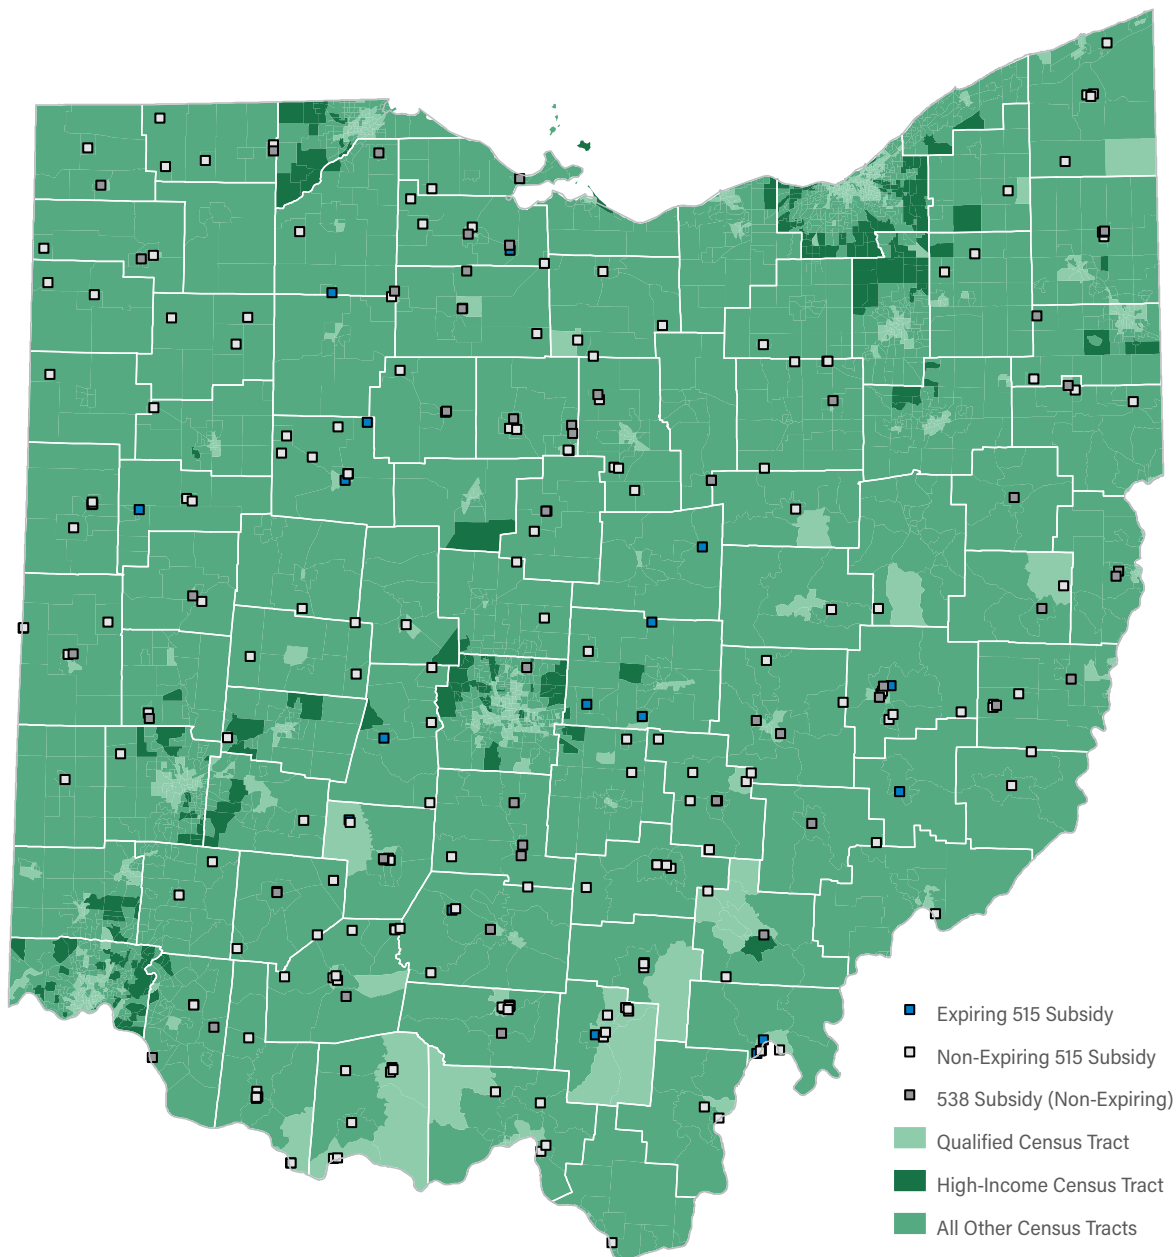 Expiring 515 Subsidy
Non-Expiring 515 Subsidy
538 Subsidy (Non-Expiring)
Qualified Census Tract
High-Income Census Tract
All Other Census Tracts